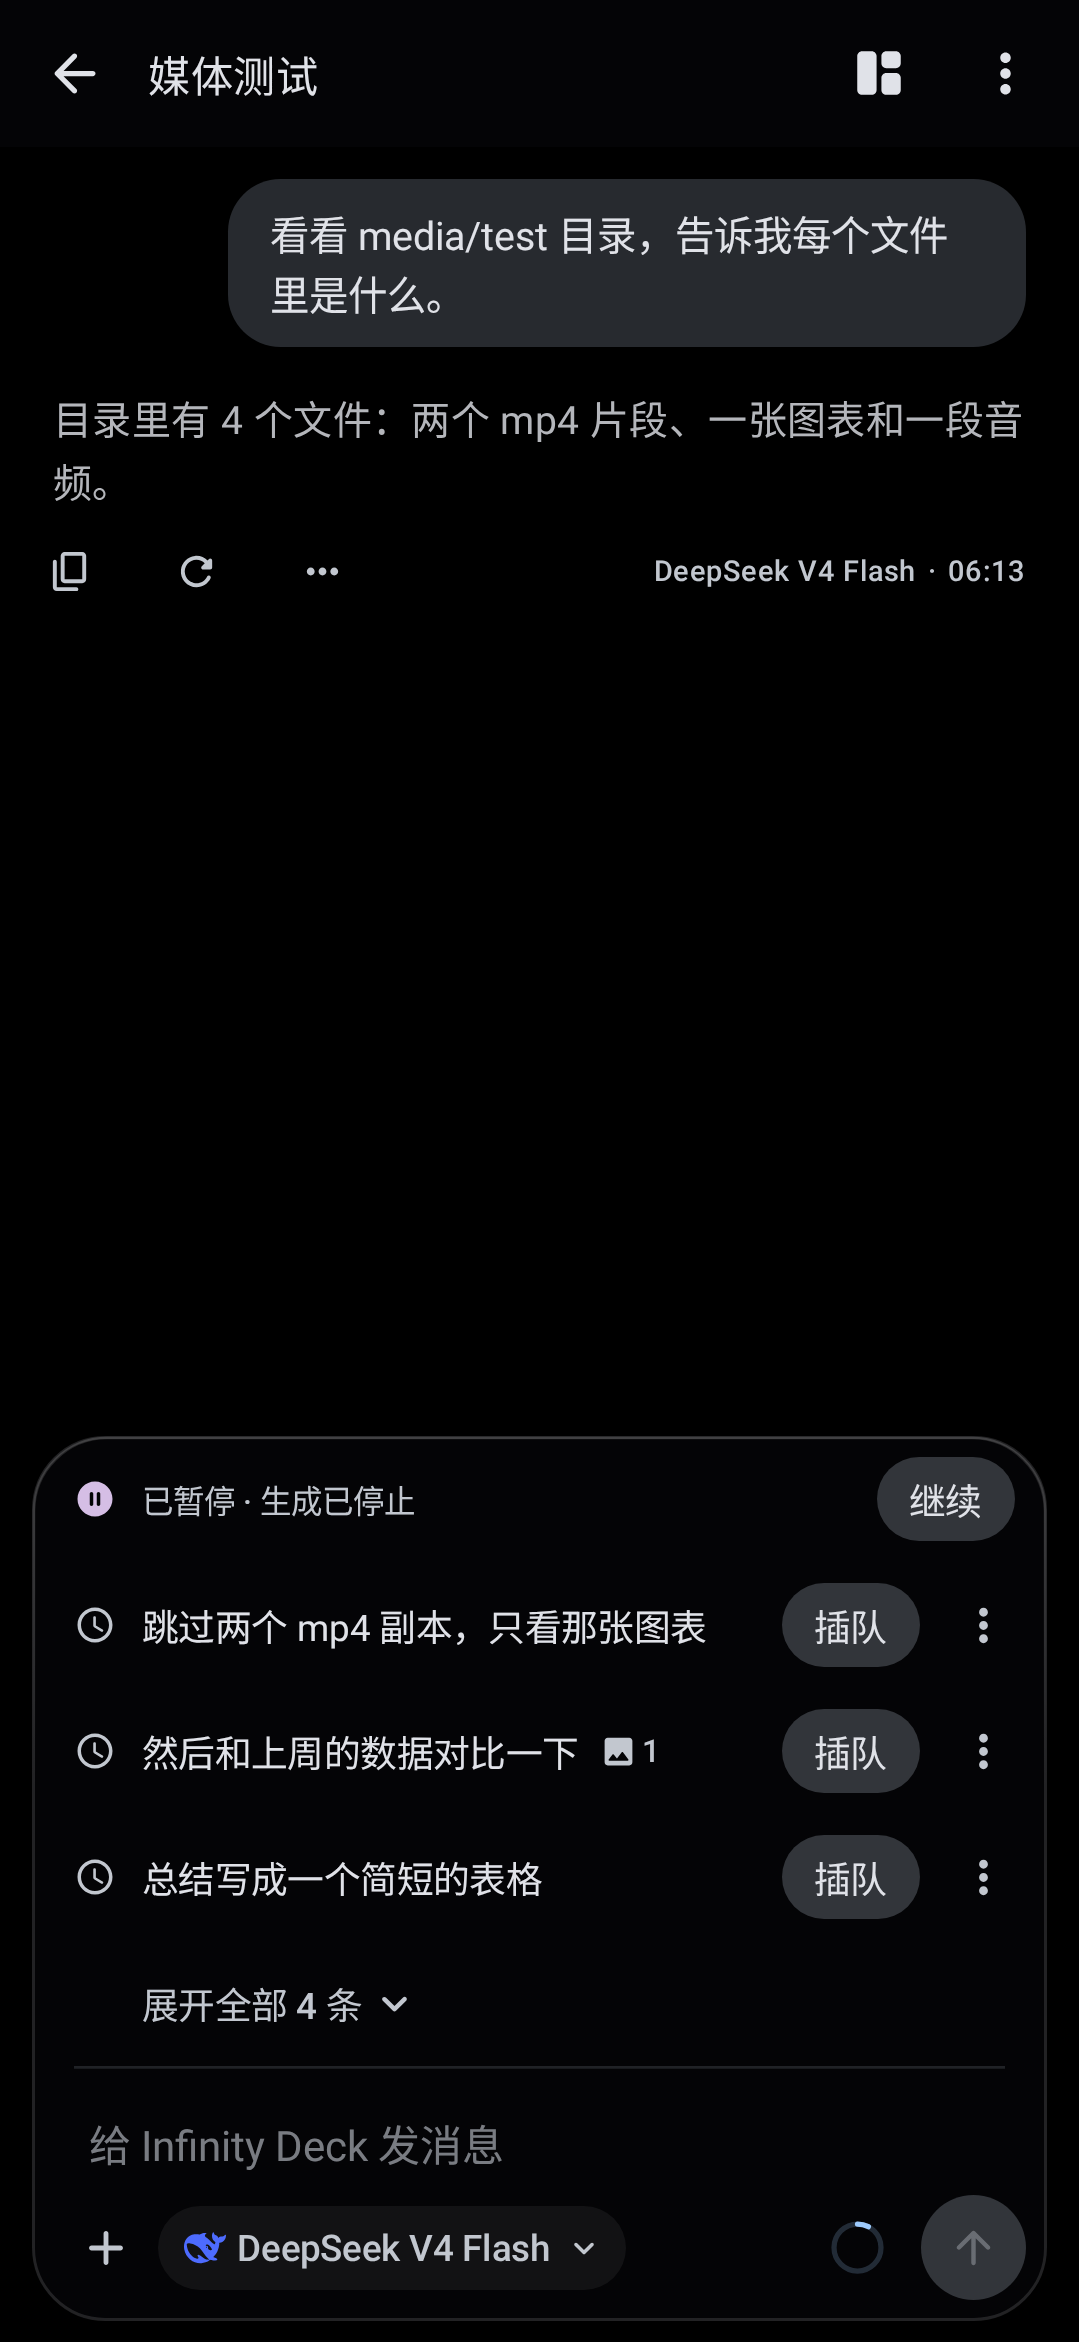 媒体测试
看看 media/test 目录，告诉我每个文件
里是什么。
目录里有 4 个文件：两个 mp4 片段、一张图表和一段音
频。
DeepSeek V4 Flash · 06:13
已暂停 · 生成已停止
继续
跳过两个 mp4 副本，只看那张图表
插队
然后和上周的数据对比一下 1
插队
总结写成一个简短的表格
插队
展开全部 4 条
给 Infinity Deck 发消息
DeepSeek V4 Flash